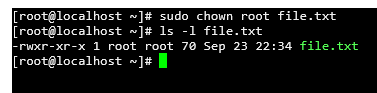 [root@localhost ~]# sudo chown root file.txt
[root@localhost ~]# ls -l file.txt
-rwxr-xr-x 1 root root 70 Sep 23 22:34 file.txt
[root@localhost ~]#